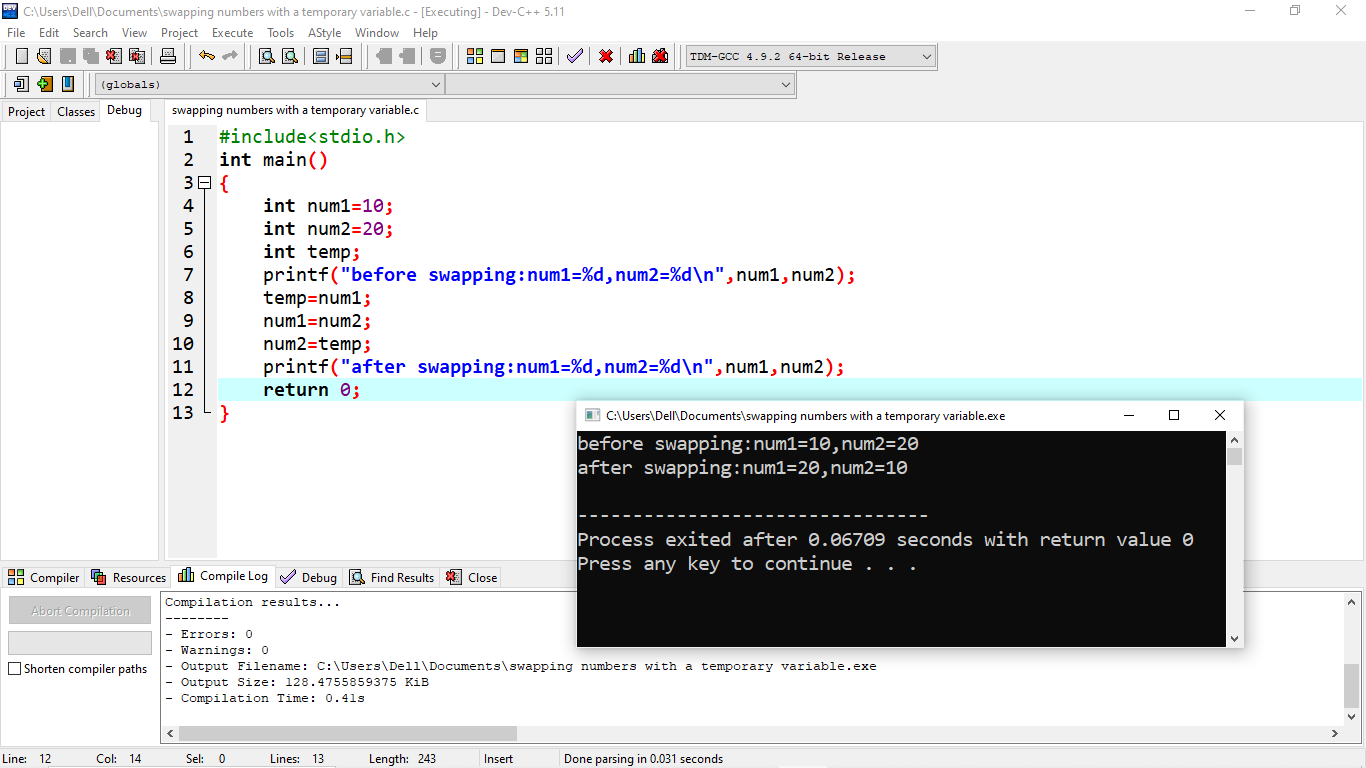 C:\Users\Dell\Documents\swapping numbers with a temporary variable.c - [Executing] - Dev-C++ 5.11
File Edit Search View Project Execute Tools AStyle Window Help
TDM-GCC 4.9.2 64-bit Release
(globals)
Project Classes Debug
swapping numbers with a temporary variable.c
1 #include<stdio.h>
2 int main()
3 {
4 int num1=10;
5 int num2=20;
6 int temp;
7 printf("before swapping:num1=%d,num2=%d\n",num1,num2);
8 temp=num1;
9 num1=num2;
10 num2=temp;
11 printf("after swapping:num1=%d,num2=%d\n",num1,num2);
12 return 0;
13 }
C:\Users\Dell\Documents\swapping numbers with a temporary variable.exe
before swapping:num1=10,num2=20
after swapping:num1=20,num2=10
--------------------------------
Process exited after 0.06709 seconds with return value 0
Press any key to continue . . .
Compiler Resources Compile Log Debug Find Results Close
Abort Compilation
Shorten compiler paths
Compilation results...
--------
- Errors: 0
- Warnings: 0
- Output Filename: C:\Users\Dell\Documents\swapping numbers with a temporary variable.exe
- Output Size: 128.4755859375 KiB
- Compilation Time: 0.41s
Line: 12 Col: 14 Sel: 0 Lines: 13 Length: 243 Insert Done parsing in 0.031 seconds